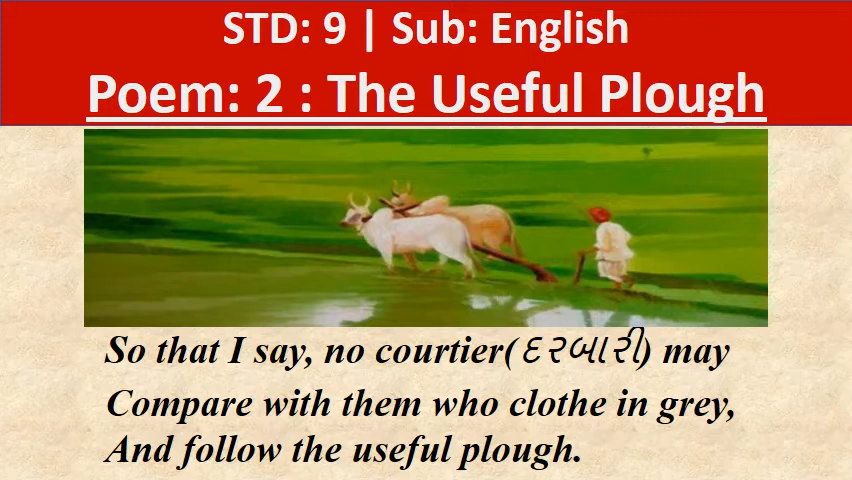 STD: 9 | Sub: English
Poem: 2 : The Useful Plough
So that I say, no courtier(દરબારી) may
Compare with them who clothe in grey,
And follow the useful plough.